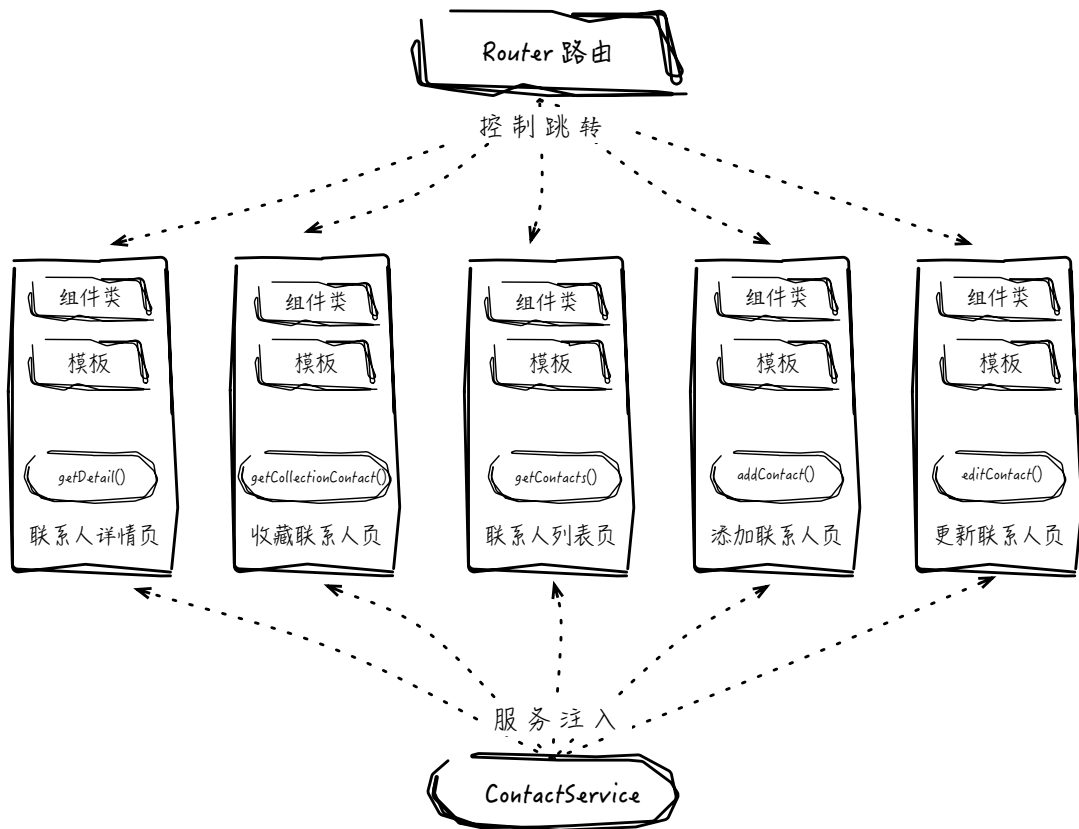 Router 路由
控制跳转
组件类
模板
getDetail()
联系人详情页
组件类
模板
getCollectionContact()
收藏联系人页
组件类
模板
getContacts()
联系人列表页
组件类
模板
addContact()
添加联系人页
组件类
模板
editContact()
更新联系人页
服务注入
ContactService